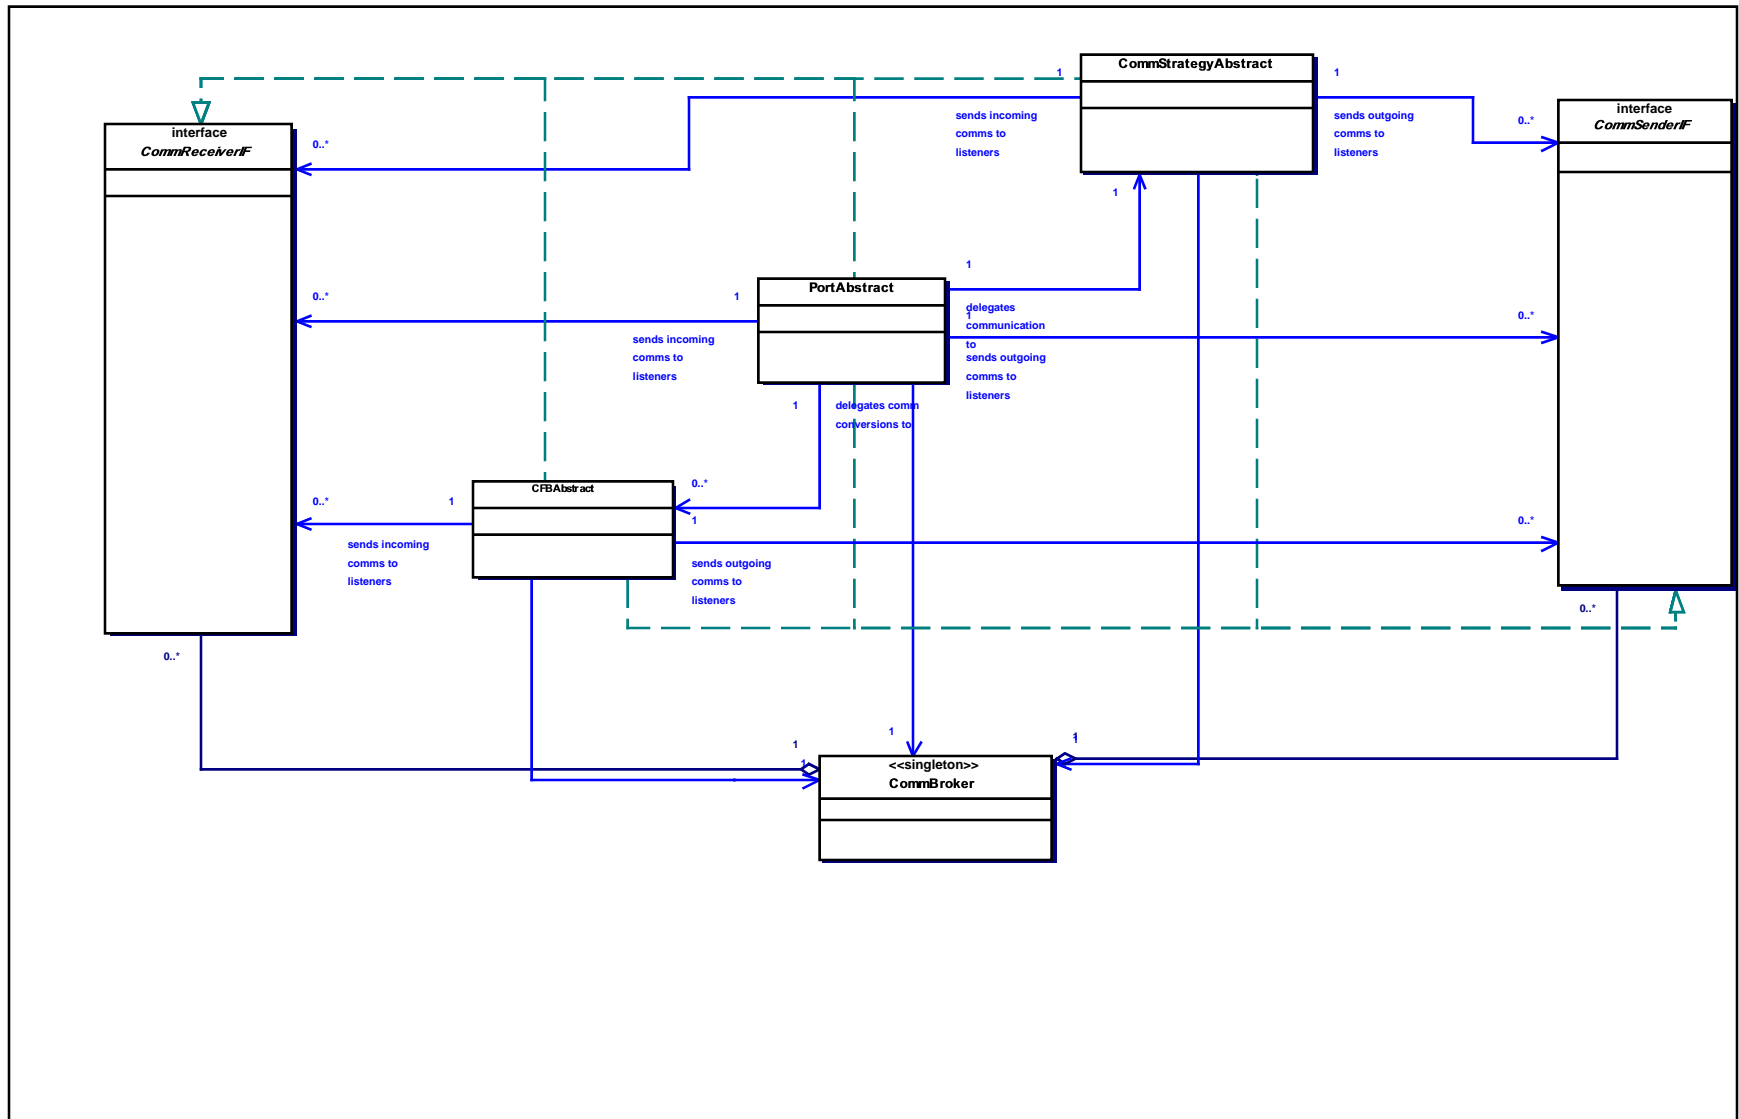 1
CommStrategyAbstract
1
sends incoming
comms to
listeners
sends outgoing
comms to
listeners
0..*
interface
CommSenderIF
interface
CommReceiverIF
0..*
1
1
0..*
1
PortAbstract
delegates
1
communication
to
0..*
sends incoming
comms to
listeners
sends outgoing
comms to
listeners
1
delegates comm
conversions to
0..*
1
CFBAbstract
0..*
1
0..*
sends incoming
comms to
listeners
sends outgoing
comms to
listeners
0..*
0..*
1
1
1
1
1
<<singleton>>
CommBroker